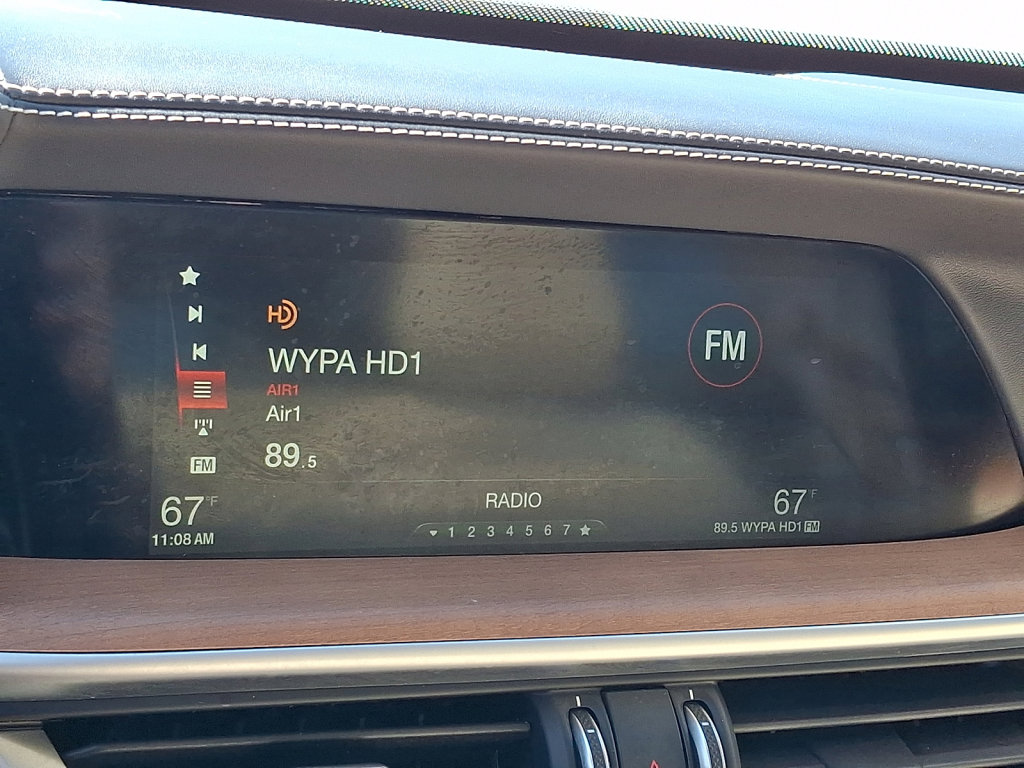 HD
WYPA HD1
AIR1
Air1
89.5
FM
FM
67°F
11:08 AM
RADIO
1 2 3 4 5 6 7
67°F
89.5 WYPA HD1 FM